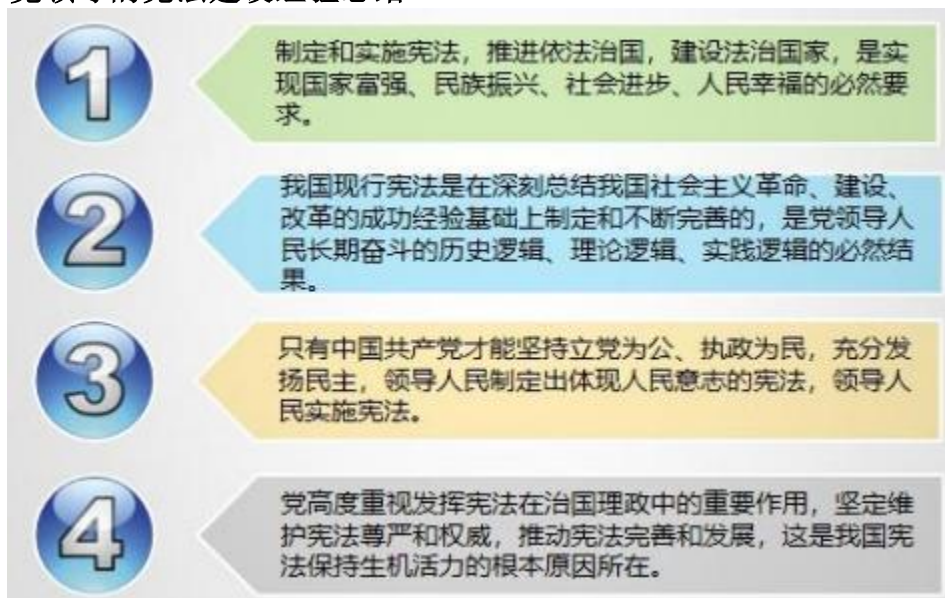 1
制定和实施宪法，推进依法治国，建设法治国家，是实
现国家富强、民族振兴、社会进步、人民幸福的必然要
求。
2
我国现行宪法是在深刻总结我国社会主义革命、建设、
改革的成功经验基础上制定和不断完善的，是党领导人
民长期奋斗的历史逻辑、理论逻辑、实践逻辑的必然结
果。
3
只有中国共产党才能坚持立党为公、执政为民，充分发
扬民主，领导人民制定出体现人民意志的宪法，领导人
民实施宪法。
4
党高度重视发挥宪法在治国理政中的重要作用，坚定维
护宪法尊严和权威，推动宪法完善和发展，这是我国宪
法保持生机活力的根本原因所在。